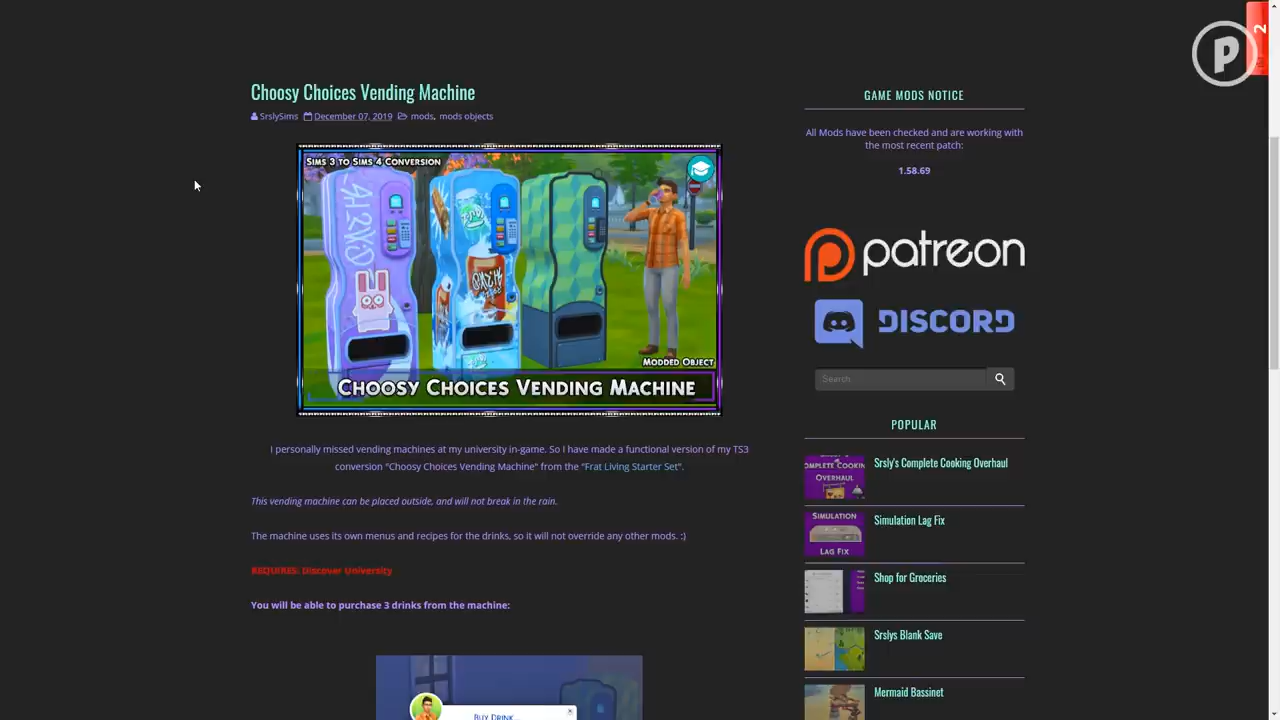 Choosy Choices Vending Machine
SrslySims December 07, 2019 mods, mods objects
SIMS 3 TO SIMS 4 CONVERSION
MODDED OBJECT
CHOOSY CHOICES VENDING MACHINE
I personally missed vending machines at my university in-game. So I have made a functional version of my TS3
conversion "Choosy Choices Vending Machine" from the "Frat Living Starter Set".
This vending machine can be placed outside, and will not break in the rain.
The machine uses its own menus and recipes for the drinks, so it will not override any other mods. :)
REQUIRES: Discover University
You will be able to purchase 3 drinks from the machine:
BUY DRINK...
GAME MODS NOTICE
All Mods have been checked and are working with
the most recent patch:
1.58.69
patreon
DISCORD
Search
POPULAR
COMPLETE COOKING
OVERHAUL
Srsly's Complete Cooking Overhaul
SIMULATION
LAG FIX
Simulation Lag Fix
Shop for Groceries
Srslys Blank Save
Mermaid Bassinet
P
2